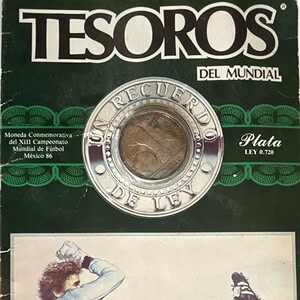 TESOROS
DEL MUNDIAL
UN RECUERDO
DE LEY
Moneda Conmemorativa
del XIII Campeonato
Mundial de Fútbol
México 86
Plata
LEY 0.720